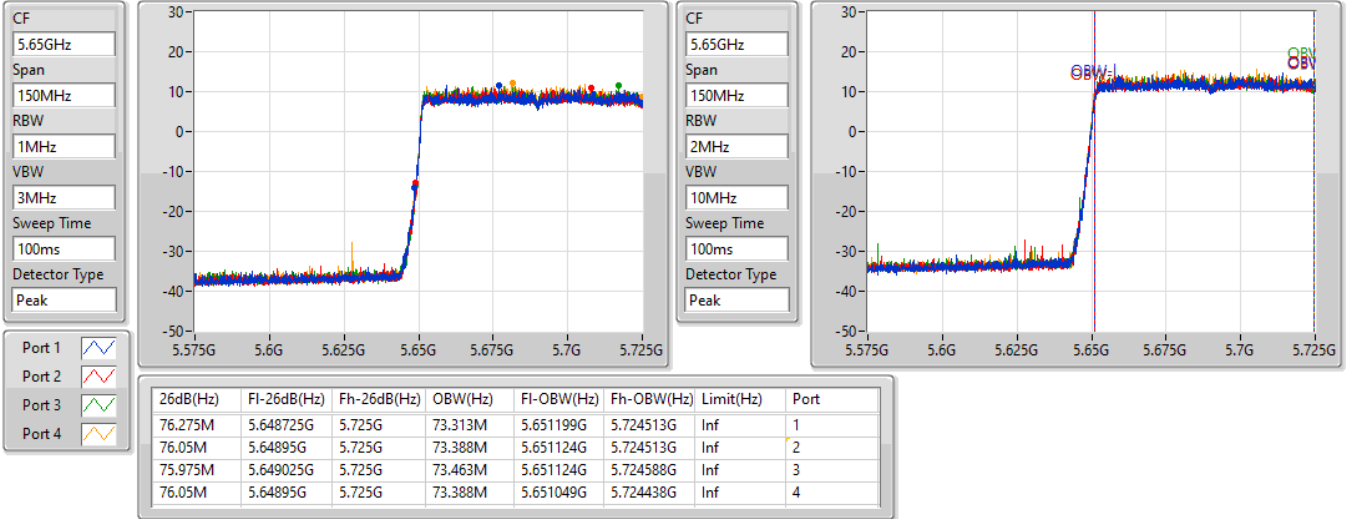 CF
5.65GHz
Span
150MHz
RBW
1MHz
VBW
3MHz
Sweep Time
100ms
Detector Type
Peak
30
20
10
0
-10
-20
-30
-40
-50
5.575G 5.6G 5.625G 5.65G 5.675G 5.7G 5.725G
CF
5.65GHz
Span
150MHz
RBW
2MHz
VBW
10MHz
Sweep Time
100ms
Detector Type
Peak
30
20
10
0
-10
-20
-30
-40
-50
OBW-l
OBW
OBW
5.575G 5.6G 5.625G 5.65G 5.675G 5.7G 5.725G
Port 1
Port 2
Port 3
Port 4
26dB(Hz) Fl-26dB(Hz) Fh-26dB(Hz) OBW(Hz) Fl-OBW(Hz) Fh-OBW(Hz) Limit(Hz) Port
76.275M 5.648725G 5.725G 73.313M 5.651199G 5.724513G Inf 1
76.05M 5.64895G 5.725G 73.388M 5.651124G 5.724513G Inf 2
75.975M 5.649025G 5.725G 73.463M 5.651124G 5.724588G Inf 3
76.05M 5.64895G 5.725G 73.388M 5.651049G 5.724438G Inf 4